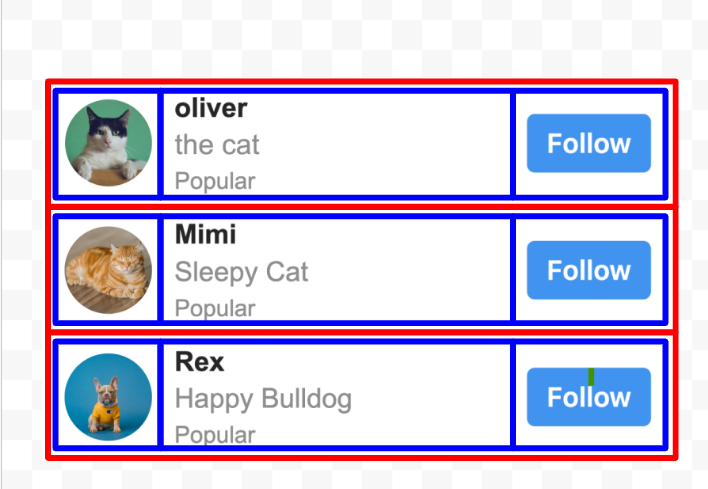 oliver
the cat
Popular
Follow
Mimi
Sleepy Cat
Popular
Follow
Rex
Happy Bulldog
Popular
Follow